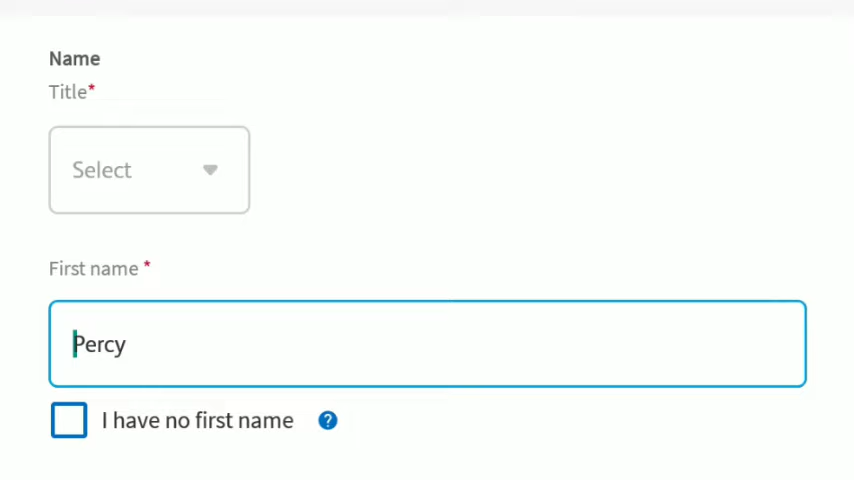 Name
Title*
Select
First name *
Percy
I have no first name ?